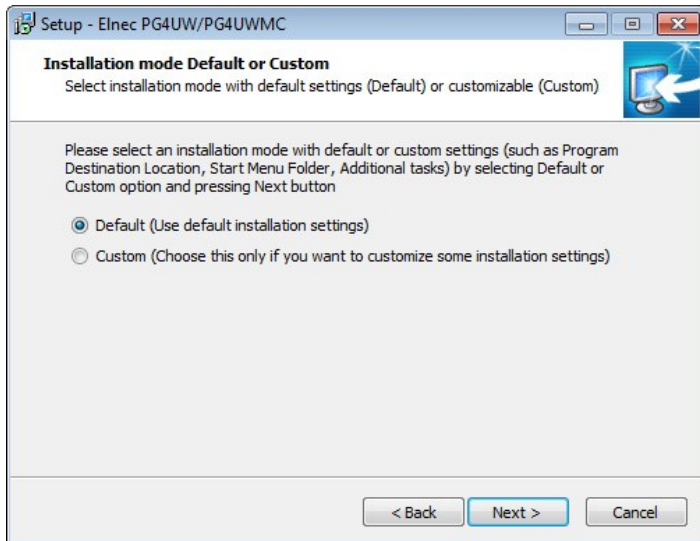 Setup - Elnec PG4UW/PG4UWMC
Installation mode Default or Custom
Select installation mode with default settings (Default) or customizable (Custom)
Please select an installation mode with default or custom settings (such as Program
Destination Location, Start Menu Folder, Additional tasks) by selecting Default or
Custom option and pressing Next button
Default (Use default installation settings)
Custom (Choose this only if you want to customize some installation settings)
< Back Next > Cancel